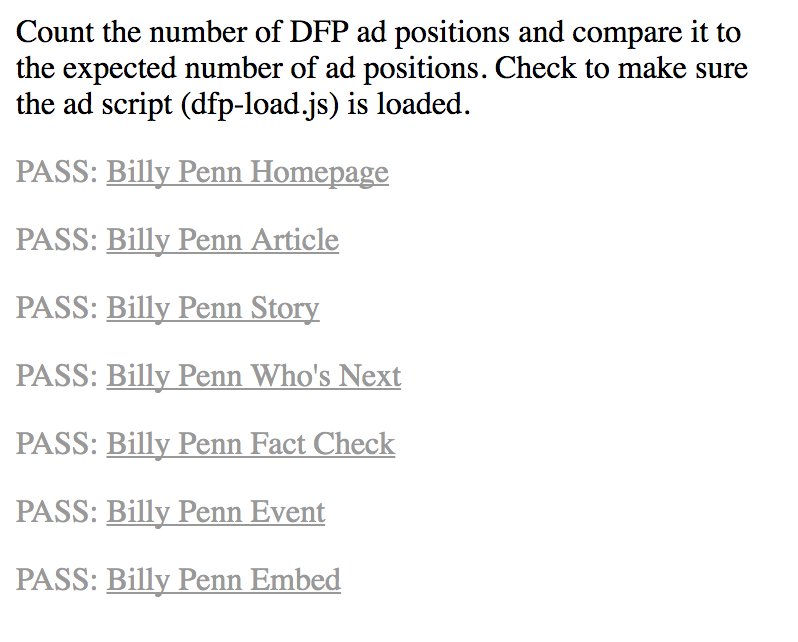 Count the number of DFP ad positions and compare it to
the expected number of ad positions. Check to make sure
the ad script (dfp-load.js) is loaded.
PASS: Billy Penn Homepage
PASS: Billy Penn Article
PASS: Billy Penn Story
PASS: Billy Penn Who's Next
PASS: Billy Penn Fact Check
PASS: Billy Penn Event
PASS: Billy Penn Embed